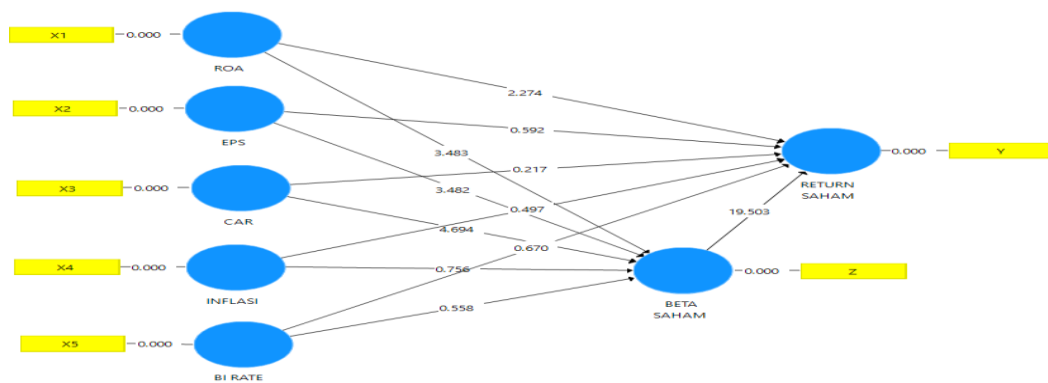 X1
0.000
ROA
2.274
X2
0.000
EPS
0.592
3.483
0.000
Y
RETURN
SAHAM
X3
0.000
CAR
0.217
3.482
0.497
19.503
4.694
0.670
X4
0.000
INFLASI
0.756
0.000
Z
BETA
SAHAM
0.558
X5
0.000
BI RATE